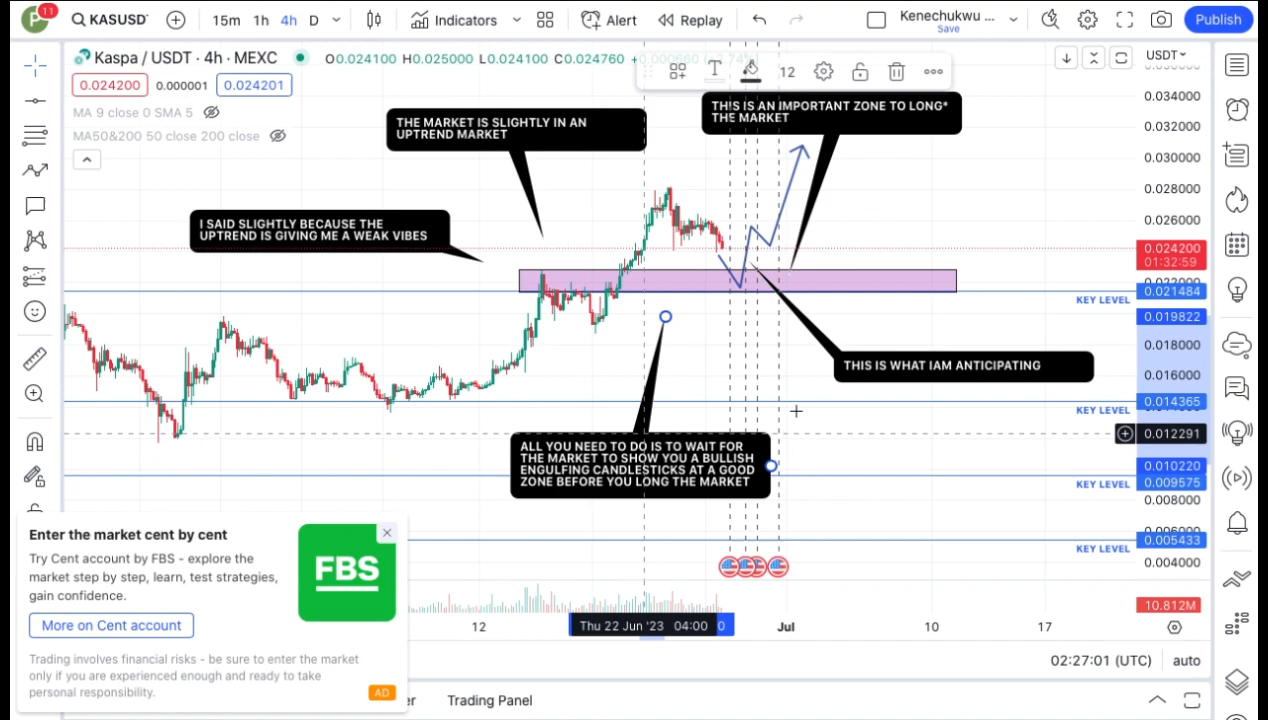 11
P
KASUSDT
15m
1h
4h
D
Indicators
Alert
Replay
Kenechukwu ...
Save
Publish
Kaspa / USDT · 4h · MEXC
O0.024100 H0.025000 L0.024100 C0.024760
USDT
0.024200
0.000001
0.024201
12
MA 9 close 0 SMA 5
MA50&200 50 close 200 close
THE MARKET IS SLIGHTLY IN AN
UPTREND MARKET
THIS IS AN IMPORTANT ZONE TO LONG*
THE MARKET
I SAID SLIGHTLY BECAUSE THE
UPTREND IS GIVING ME A WEAK VIBES
THIS IS WHAT IAM ANTICIPATING
ALL YOU NEED TO DO IS TO WAIT FOR
THE MARKET TO SHOW YOU A BULLISH
ENGULFING CANDLESTICKS AT A GOOD
ZONE BEFORE YOU LONG THE MARKET
0.034000
0.032000
0.030000
0.028000
0.026000
0.024200
01:32:59
0.021484
KEY LEVEL
0.019822
0.018000
0.016000
0.014365
KEY LEVEL
0.012291
0.010220
0.009575
KEY LEVEL
0.008000
0.005433
KEY LEVEL
0.004000
10.812M
Enter the market cent by cent
Try Cent account by FBS - explore the
market step by step, learn, test strategies,
gain confidence.
More on Cent account
FBS
Trading involves financial risks - be sure to enter the market
only if you are experienced enough and ready to take
personal responsibility.
AD
12
Thu 22 Jun '23 04:00
0
Jul
10
17
02:27:01 (UTC)
auto
er
Trading Panel